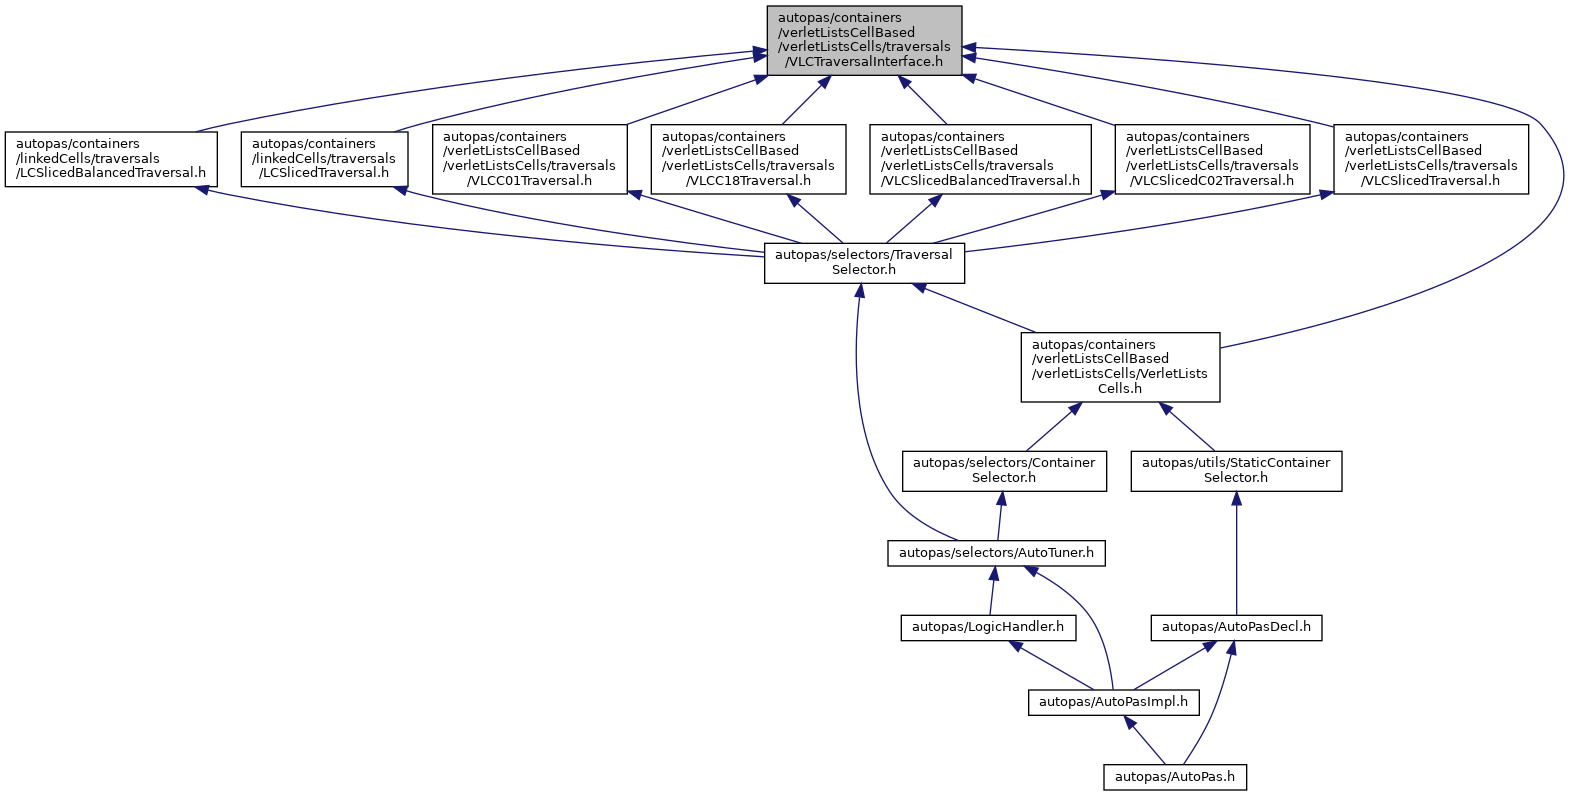 autopas/containers
/verletListsCellBased
/verletListsCells/traversals
/VLCTraversalInterface.h
autopas/containers
/linkedCells/traversals
/LCSlicedBalancedTraversal.h
autopas/containers
/linkedCells/traversals
/LCSlicedTraversal.h
autopas/containers
/verletListsCellBased
/verletListsCells/traversals
/VLCC01Traversal.h
autopas/containers
/verletListsCellBased
/verletListsCells/traversals
/VLCC18Traversal.h
autopas/containers
/verletListsCellBased
/verletListsCells/traversals
/VLCSlicedBalancedTraversal.h
autopas/containers
/verletListsCellBased
/verletListsCells/traversals
/VLCSlicedC02Traversal.h
autopas/containers
/verletListsCellBased
/verletListsCells/traversals
/VLCSlicedTraversal.h
autopas/selectors/Traversal
Selector.h
autopas/containers
/verletListsCellBased
/verletListsCells/VerletLists
Cells.h
autopas/selectors/Container
Selector.h
autopas/utils/StaticContainer
Selector.h
autopas/selectors/AutoTuner.h
autopas/LogicHandler.h
autopas/AutoPasDecl.h
autopas/AutoPasImpl.h
autopas/AutoPas.h